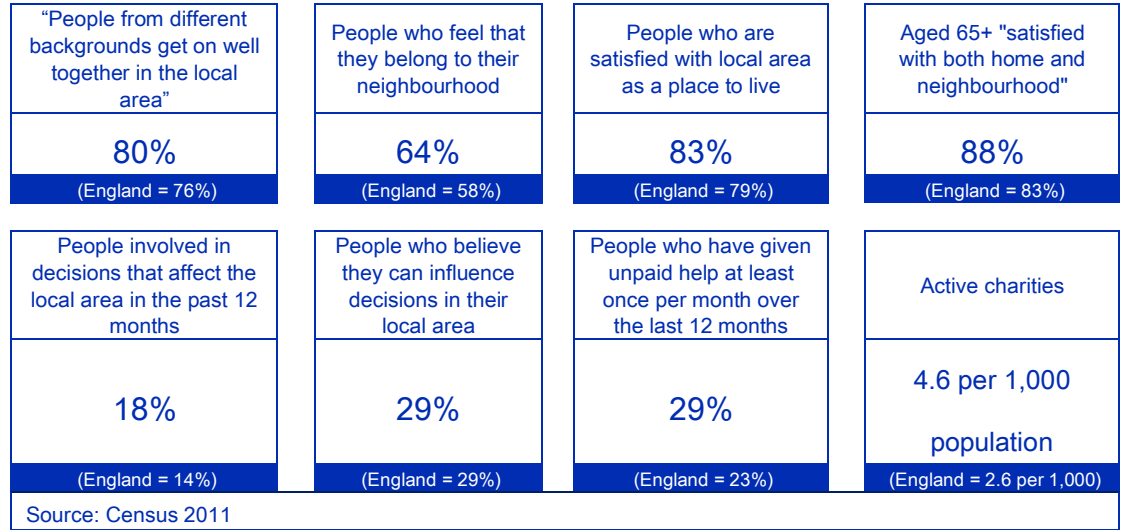 “People from different
backgrounds get on well
together in the local
area”
80%
(England = 76%)
People who feel that
they belong to their
neighbourhood
64%
(England = 58%)
People who are
satisfied with local area
as a place to live
83%
(England = 79%)
Aged 65+ "satisfied
with both home and
neighbourhood"
88%
(England = 83%)
People involved in
decisions that affect the
local area in the past 12
months
18%
(England = 14%)
People who believe
they can influence
decisions in their
local area
29%
(England = 29%)
People who have given
unpaid help at least
once per month over
the last 12 months
29%
(England = 23%)
Active charities
4.6 per 1,000
population
(England = 2.6 per 1,000)
Source: Census 2011